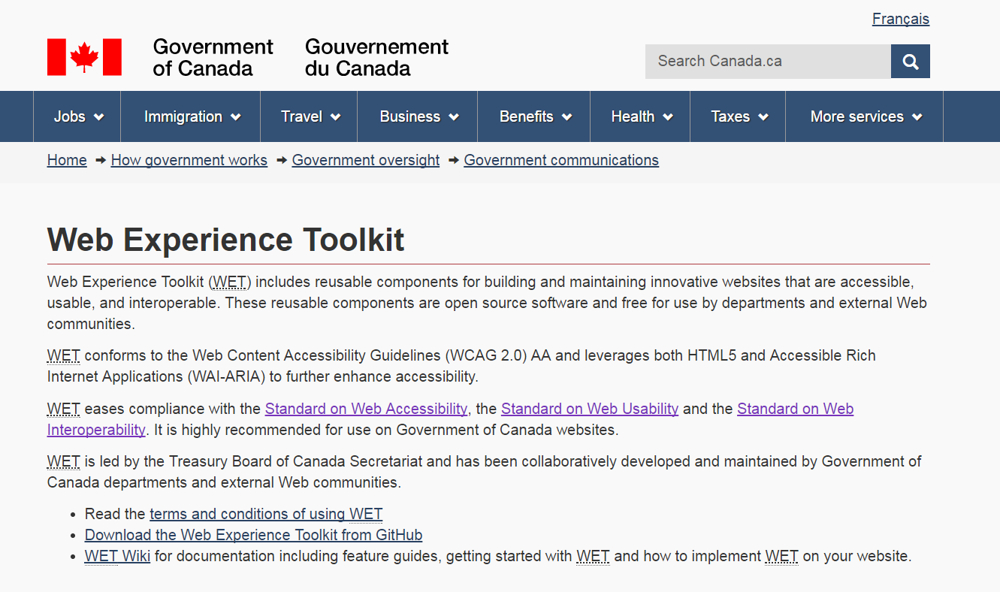 Français
Government
of Canada
Gouvernement
du Canada
Search Canada.ca
Jobs Immigration Travel Business Benefits Health Taxes More services
Home How government works Government oversight Government communications
Web Experience Toolkit
Web Experience Toolkit (WET) includes reusable components for building and maintaining innovative websites that are accessible,
usable, and interoperable. These reusable components are open source software and free for use by departments and external Web
communities.
WET conforms to the Web Content Accessibility Guidelines (WCAG 2.0) AA and leverages both HTML5 and Accessible Rich
Internet Applications (WAI-ARIA) to further enhance accessibility.
WET eases compliance with the Standard on Web Accessibility, the Standard on Web Usability and the Standard on Web
Interoperability. It is highly recommended for use on Government of Canada websites.
WET is led by the Treasury Board of Canada Secretariat and has been collaboratively developed and maintained by Government of
Canada departments and external Web communities.
• Read the terms and conditions of using WET
• Download the Web Experience Toolkit from GitHub
• WET Wiki for documentation including feature guides, getting started with WET and how to implement WET on your website.